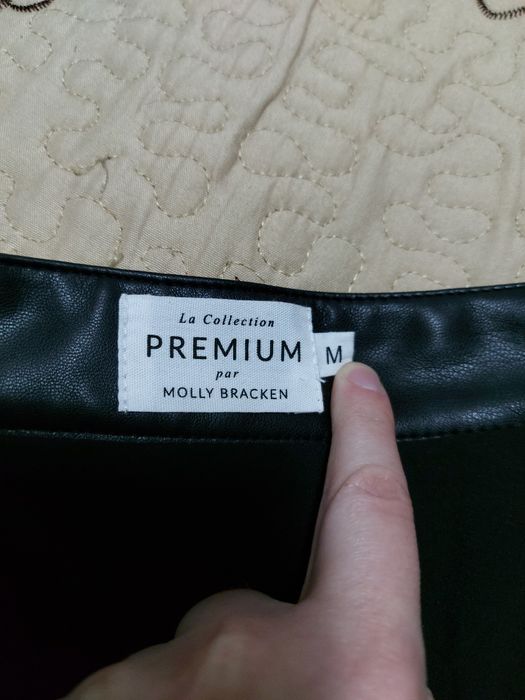 La Collection
PREMIUM
par
MOLLY BRACKEN
M